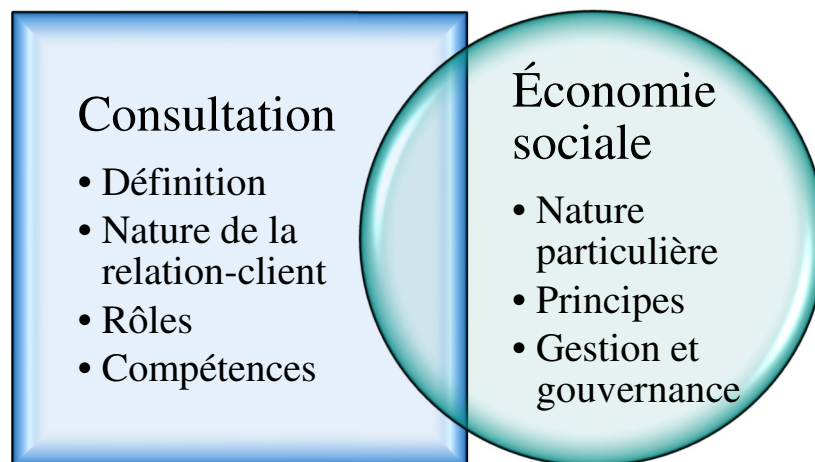 Consultation
• Définition
• Nature de la
relation-client
• Rôles
• Compétences
Économie
sociale
• Nature
particulière
• Principes
• Gestion et
gouvernance